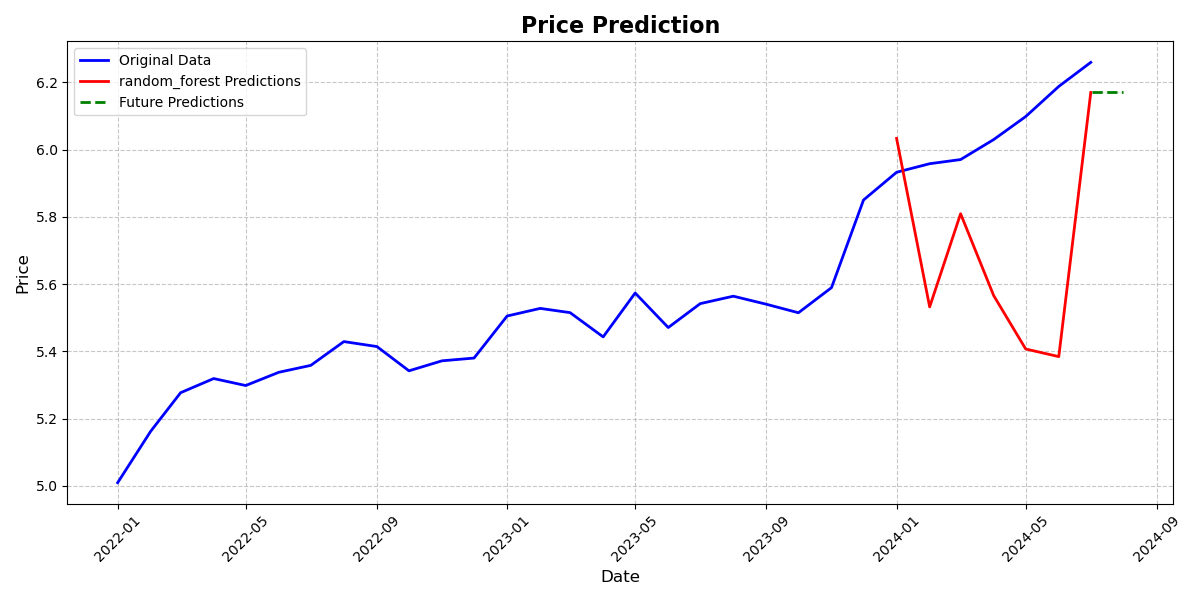 Price Prediction
Original Data
random_forest Predictions
Future Predictions
Price
6.2
6.0
5.8
5.6
5.4
5.2
5.0
2022-01
2022-05
2022-09
2023-01
2023-05
2023-09
2024-01
2024-05
2024-09
Date